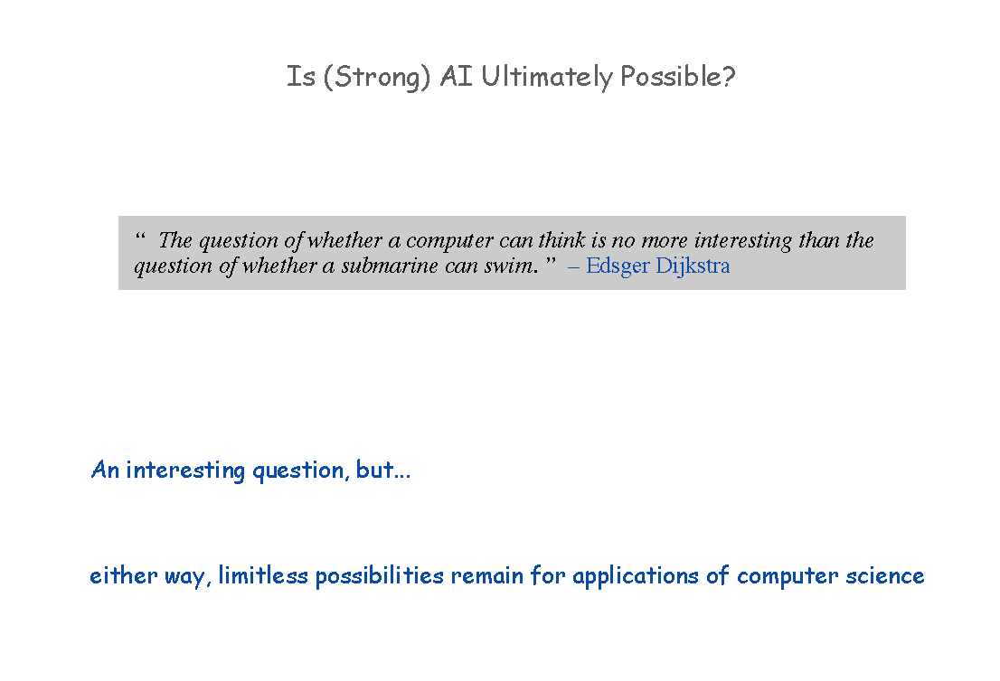 Is (Strong) AI Ultimately Possible?
“ The question of whether a computer can think is no more interesting than the
question of whether a submarine can swim. ” – Edsger Dijkstra
An interesting question, but...
either way, limitless possibilities remain for applications of computer science